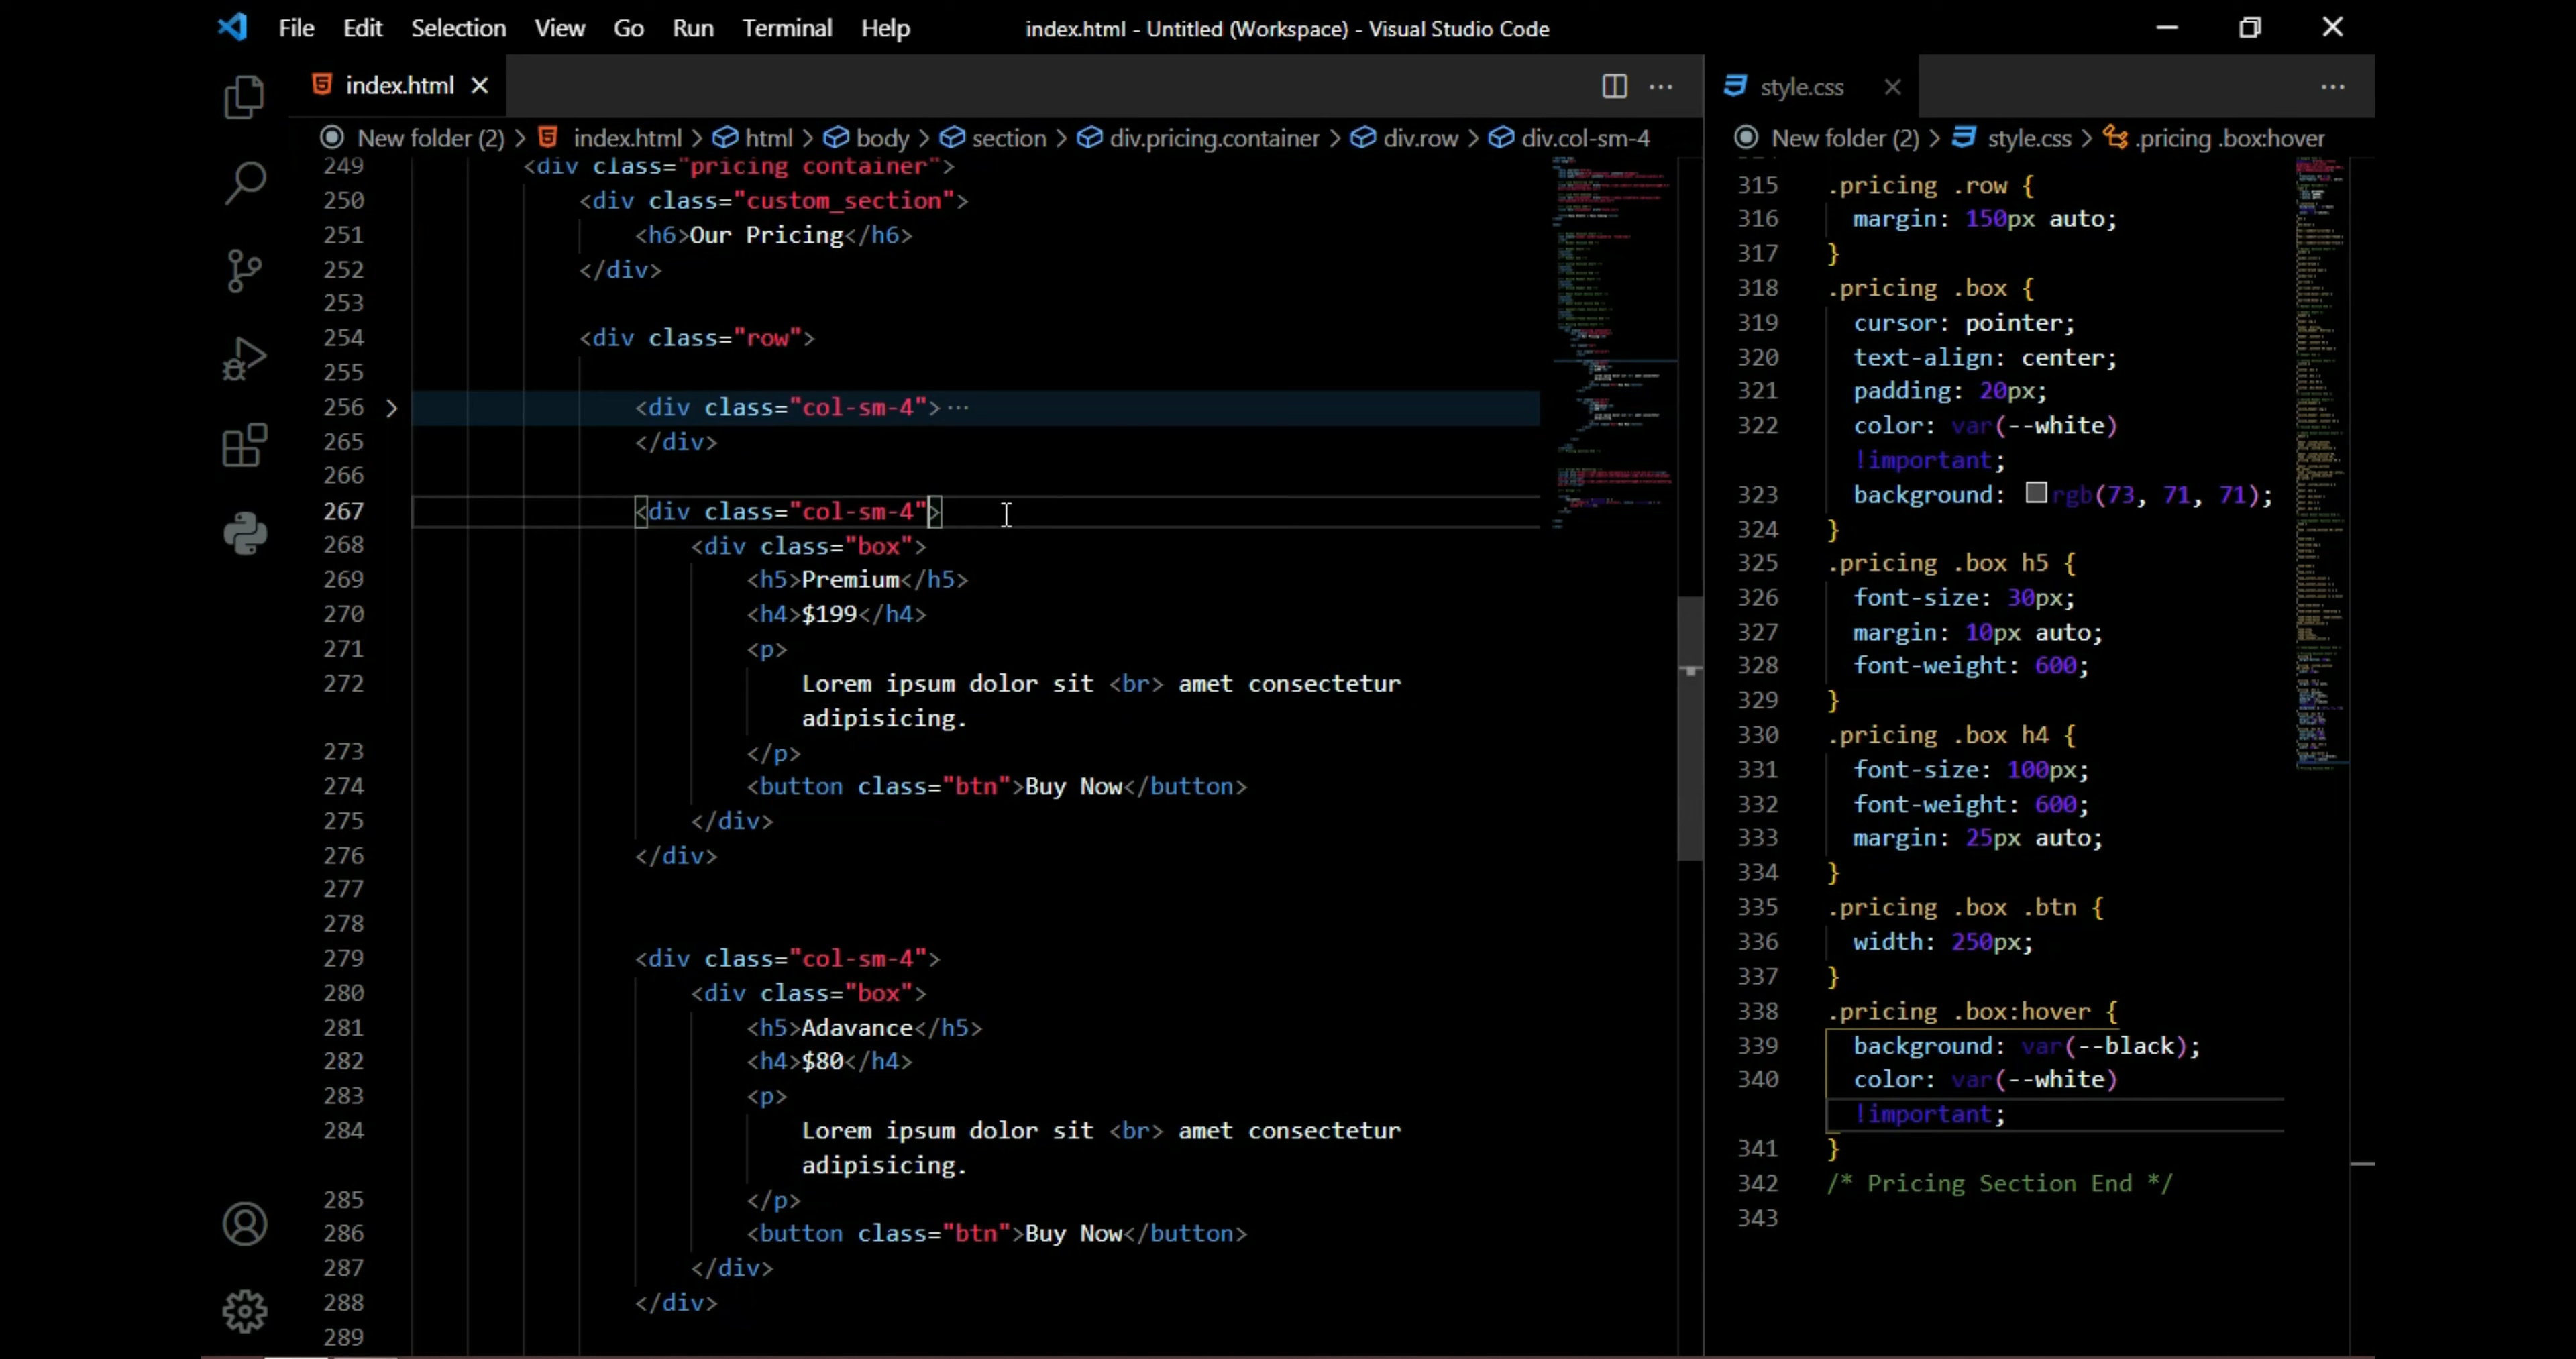 File Edit Selection View Go Run Terminal Help
index.html - Untitled (Workspace) - Visual Studio Code
index.html
New folder (2) > index.html > html > body > section > div.pricing.container > div.row > div.col-sm-4
249 <div class="pricing container">
250 <div class="custom_section">
251 <h6>Our Pricing</h6>
252 </div>
253
254 <div class="row">
255
256 <div class="col-sm-4">···
265 </div>
266
267 <div class="col-sm-4">
268 <div class="box">
269 <h5>Premium</h5>
270 <h4>$199</h4>
271 <p>
272 Lorem ipsum dolor sit <br> amet consectetur
adipisicing.
273 </p>
274 <button class="btn">Buy Now</button>
275 </div>
276 </div>
277
278
279 <div class="col-sm-4">
280 <div class="box">
281 <h5>Adavance</h5>
282 <h4>$80</h4>
283 <p>
284 Lorem ipsum dolor sit <br> amet consectetur
adipisicing.
285 </p>
286 <button class="btn">Buy Now</button>
287 </div>
288 </div>
289
style.css
New folder (2) > style.css > .pricing .box:hover
315 .pricing .row {
316 margin: 150px auto;
317 }
318 .pricing .box {
319 cursor: pointer;
320 text-align: center;
321 padding: 20px;
322 color: var(--white)
!important;
323 background: rgb(73, 71, 71);
324 }
325 .pricing .box h5 {
326 font-size: 30px;
327 margin: 10px auto;
328 font-weight: 600;
329 }
330 .pricing .box h4 {
331 font-size: 100px;
332 font-weight: 600;
333 margin: 25px auto;
334 }
335 .pricing .box .btn {
336 width: 250px;
337 }
338 .pricing .box:hover {
339 background: var(--black);
340 color: var(--white)
!important;
341 }
342 /* Pricing Section End */
343